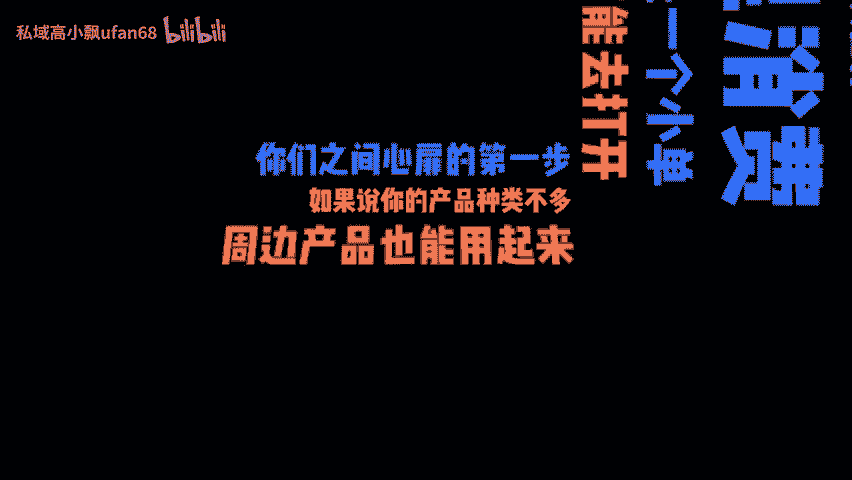 私域高小飘ufan68 bilibili
消费
一个小单
能去打开
你们之间心扉的第一步
如果说你的产品种类不多
周边产品也能用起来